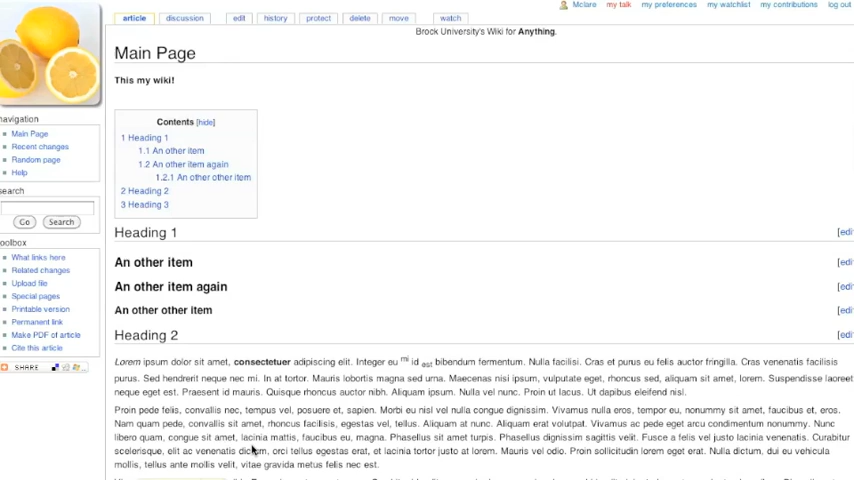 Mclare my talk my preferences my watchlist my contributions log out
article discussion edit history protect delete move watch
Brock University's Wiki for Anything.
Main Page
This my wiki!
Contents [hide]
1 Heading 1
1.1 An other item
1.2 An other item again
1.2.1 An other other item
2 Heading 2
3 Heading 3
navigation
Main Page
Recent changes
Random page
Help
search
Go Search
toolbox
What links here
Related changes
Upload file
Special pages
Printable version
Permanent link
Make PDF of article
Cite this article
SHARE
Heading 1 [edit
An other item [edit
An other item again [edit
An other other item [edit
Heading 2 [edit
Lorem ipsum dolor sit amet, consectetuer adipiscing elit. Integer eu mi id est bibendum fermentum. Nulla facilisi. Cras et purus eu felis auctor fringilla. Cras venenatis facilisis
purus. Sed hendrerit neque nec mi. In at tortor. Mauris lobortis magna sed urna. Maecenas nisi ipsum, vulputate eget, rhoncus sed, aliquam sit amet, lorem. Suspendisse laoreet
neque eget est. Praesent id mauris. Quisque rhoncus auctor nibh. Aliquam ipsum. Nulla vel nunc. Proin ut lacus. Ut dapibus eleifend nisl.
Proin pede felis, convallis nec, tempus vel, posuere et, sapien. Morbi eu nisl vel nulla congue dignissim. Vivamus nulla eros, tempor eu, nonummy sit amet, faucibus et, eros.
Nam quam pede, tempus vel, convallis id, rhoncus facilisis, egestas vel, tellus. Aliquam at nunc. Aliquam erat volutpat. Vivamus ac pede eget arcu condimentum nonummy. In
libero quam, congue sit amet, lacinia mattis, faucibus eu, magna. Phasellus sit amet turpis. Phasellus dignissim sagittis velit. Fusce a felis vel justo lacinia venenatis. Curabitur
scelerisque, elit ac venenatis dictum, orci tellus egestas erat, et lacinia tortor justo at lorem. Mauris vel odio. Proin sollicitudin lorem eget erat. Nulla dictum, dui eu vehicula
mollis, tellus ante mollis velit, vitae gravida metus felis nec est.